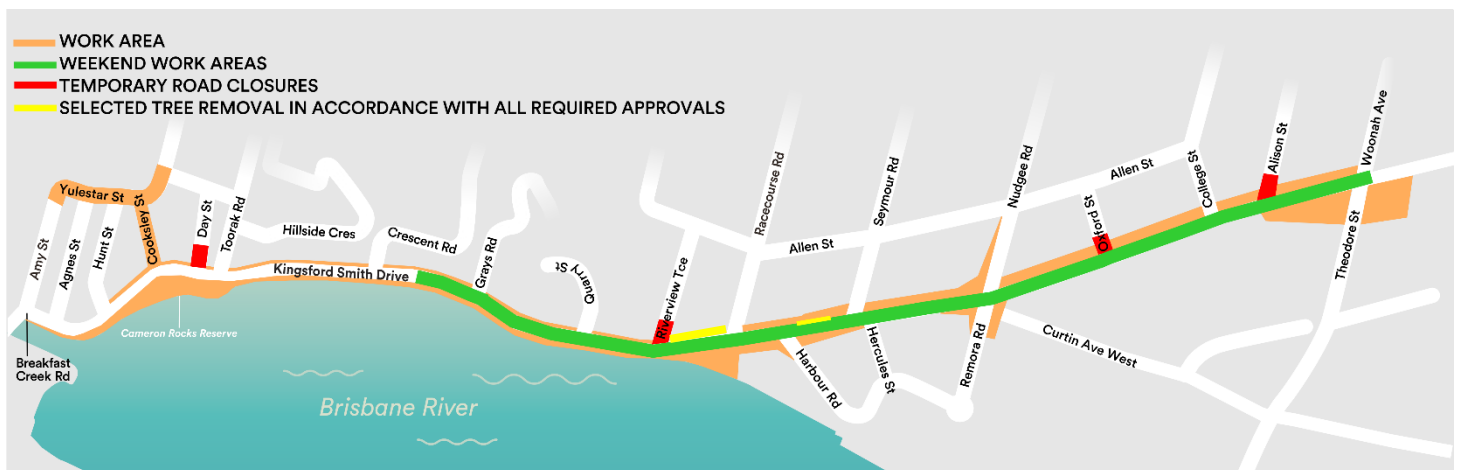 WORK AREA
WEEKEND WORK AREAS
TEMPORARY ROAD CLOSURES
SELECTED TREE REMOVAL IN ACCORDANCE WITH ALL REQUIRED APPROVALS
Yulestar St
Amy St
Agnes St
Hunt St
Cooksley St
Day St
Toorak Rd
Hillside Cres
Crescent Rd
Kingsford Smith Drive
Grays Rd
Quarry St
Riverview Tce
Racecourse Rd
Allen St
Seymour Rd
Nudgee Rd
Allen St
Oxford St
College St
Alison St
Woonah Ave
Theodore St
Cameron Rocks Reserve
Breakfast
Creek Rd
Harbour Rd
Hercules St
Remora Rd
Curtin Ave West
Brisbane River